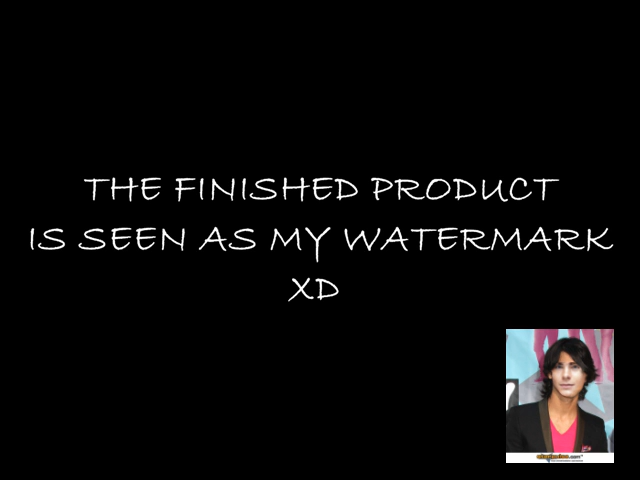 THE FINISHED PRODUCT
IS SEEN AS MY WATERMARK
XD